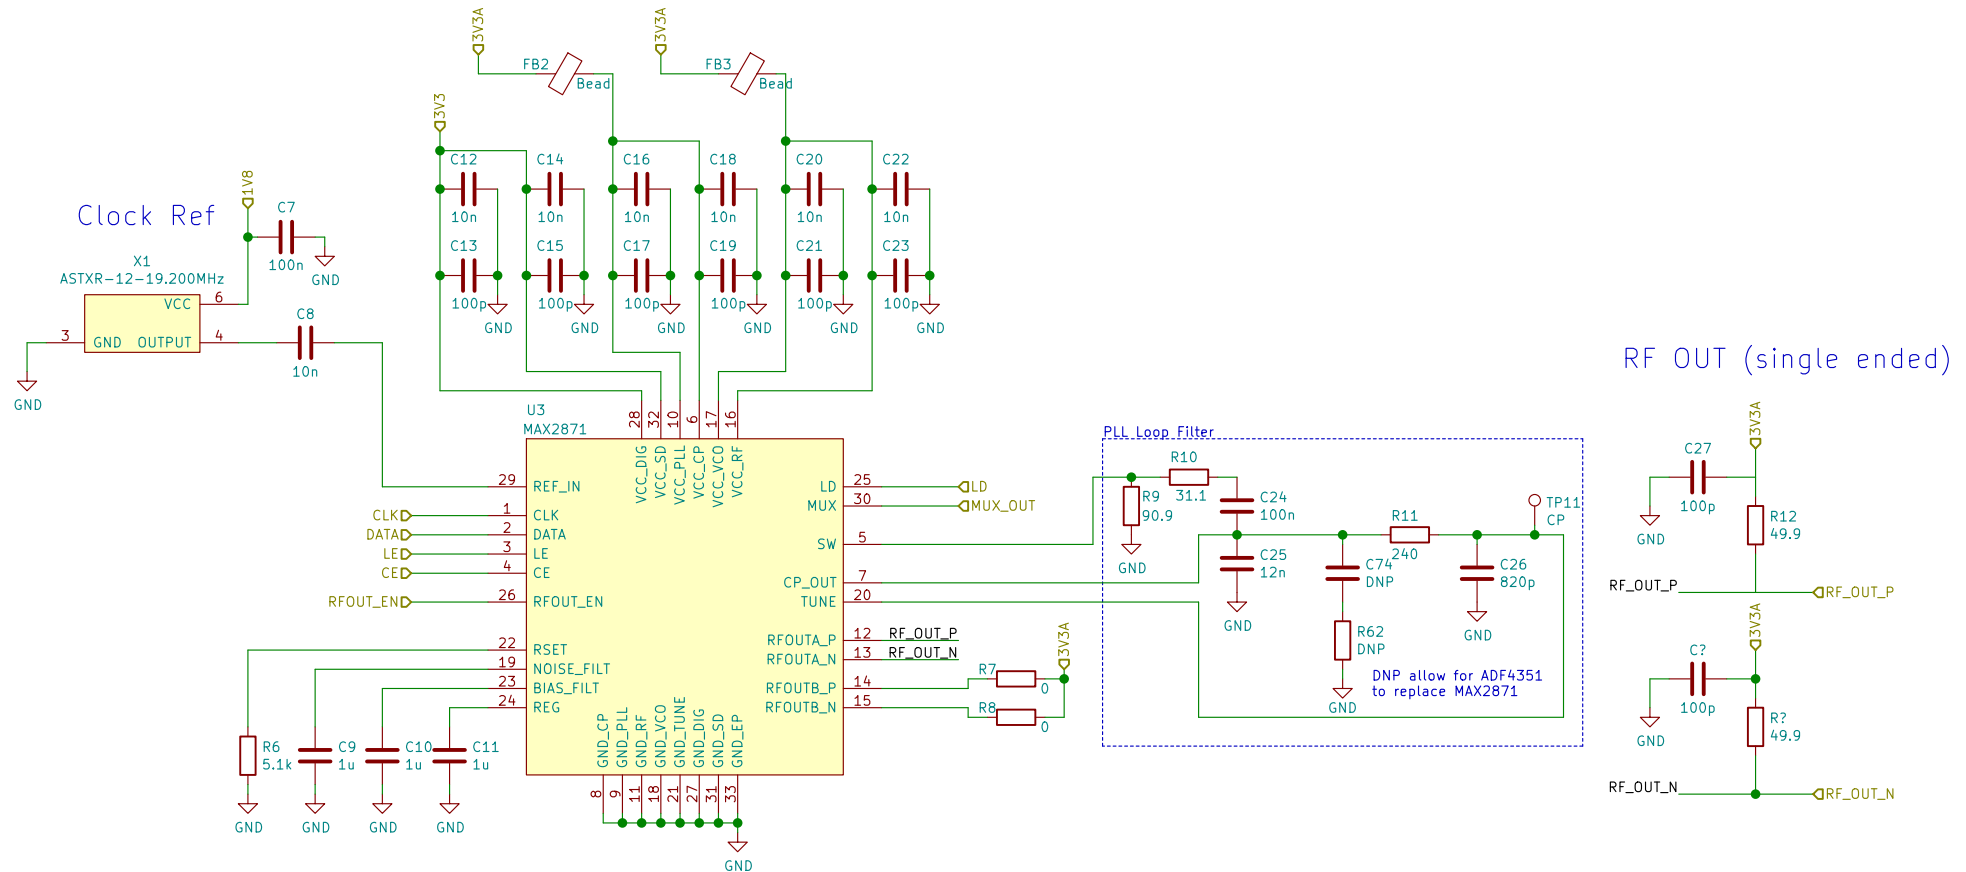 3V3A
3V3A
FB2
Bead
FB3
Bead
3V3
C12
10n
C14
10n
C16
10n
C18
10n
C20
10n
C22
10n
C13
100p
C15
100p
C17
100p
C19
100p
C21
100p
C23
100p
GND
GND
GND
GND
GND
GND
1V8
Clock Ref
C7
100n
GND
X1
ASTXR-12-19.200MHz
VCC
6
3
GND
OUTPUT
4
C8
10n
GND
U3
MAX2871
28
32
10
6
17
16
VCC_DIG
VCC_SD
VCC_PLL
VCC_CP
VCC_VCO
VCC_RF
29
REF_IN
CLK
1
CLK
DATA
2
DATA
LE
3
LE
CE
4
CE
RFOUT_EN
26
RFOUT_EN
22
RSET
19
NOISE_FILT
23
BIAS_FILT
24
REG
LD
25
LD
MUX
30
MUX_OUT
SW
5
CP_OUT
7
TUNE
20
RFOUTA_P
12
RF_OUT_P
RFOUTA_N
13
RF_OUT_N
RFOUTB_P
14
RFOUTB_N
15
GND_CP
GND_PLL
GND_RF
GND_VCO
GND_TUNE
GND_DIG
GND_SD
GND_EP
8
9
11
18
21
27
31
33
GND
R6
5.1k
GND
C9
1u
GND
C10
1u
GND
C11
1u
GND
R7
0
R8
0
3V3A
PLL Loop Filter
R10
31.1
R9
90.9
GND
C24
100n
C25
12n
GND
R11
240
C74
DNP
R62
DNP
GND
C26
820p
GND
TP11
CP
DNP allow for ADF4351
to replace MAX2871
RF OUT (single ended)
3V3A
C27
100p
GND
R12
49.9
RF_OUT_P
RF_OUT_P
3V3A
C?
100p
GND
R?
49.9
RF_OUT_N
RF_OUT_N